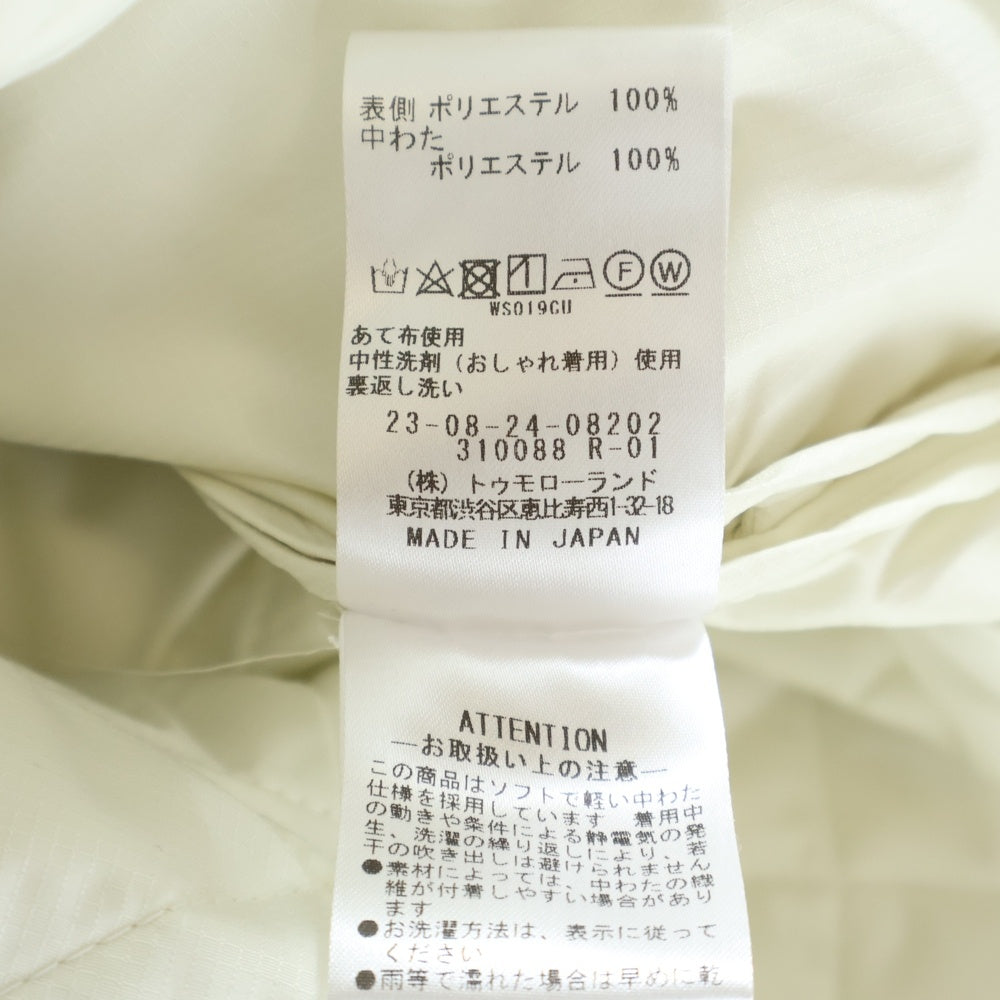 表側 ポリエステル 100%
中わた
ポリエステル 100%
F W
WS019CU
あて布使用
中性洗剤（おしゃれ着用）使用
裏返し洗い
23-08-24-08202
310088 R-01
（株）トゥモローランド
東京都渋谷区恵比寿西1-32-18
MADE IN JAPAN
ATTENTION
―お取扱い上の注意―
この商品はソフトで軽い中わた
仕様を採用しています 着用中
の動きや条件による静電気の発
生、洗濯の繰り返しにより、若
干の吹き出しは避けられません
●素材によっては、中わたの繊
維が付着しやすい場合があり
ます
●お洗濯方法は、表示に従って
ください
●雨等で濡れた場合は早めに乾